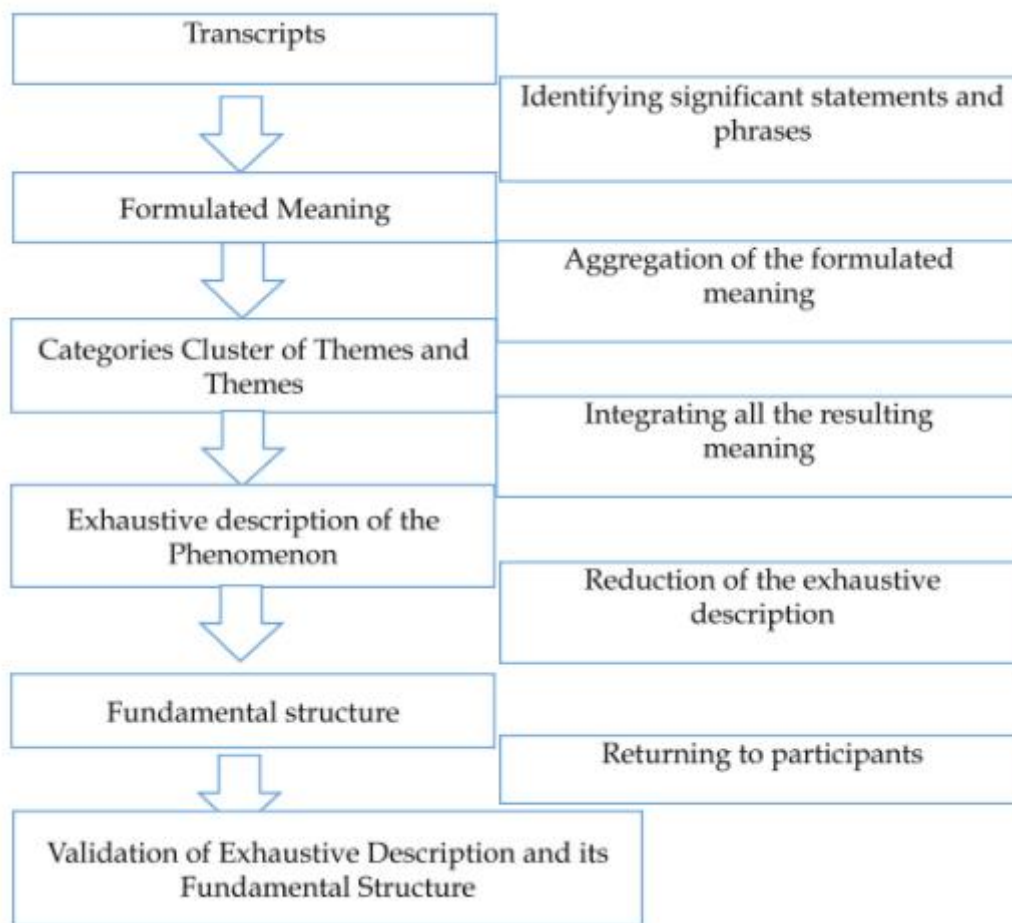 Transcripts
Identifying significant statements and
phrases
Formulated Meaning
Aggregation of the formulated
meaning
Categories Cluster of Themes and
Themes
Integrating all the resulting
meaning
Exhaustive description of the
Phenomenon
Reduction of the exhaustive
description
Fundamental structure
Returning to participants
Validation of Exhaustive Description and its
Fundamental Structure